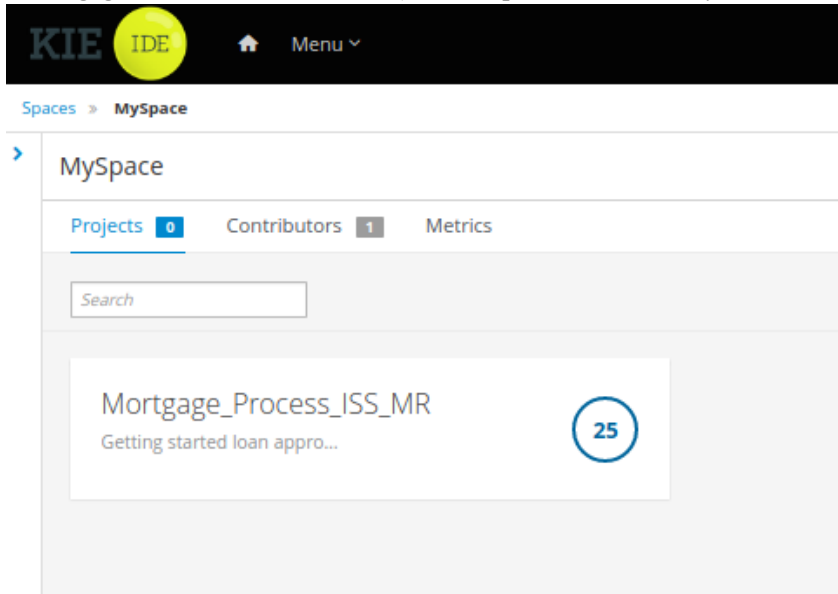 KIE IDE Menu
Spaces » MySpace
MySpace
Projects 0 Contributors 1 Metrics
Search
Mortgage_Process_ISS_MR
Getting started loan appro...
25